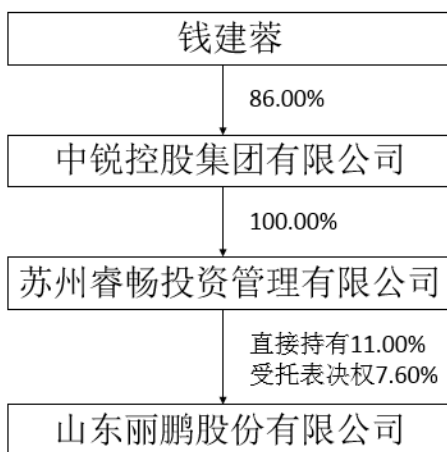 钱建蓉
86.00%
中锐控股集团有限公司
100.00%
苏州睿畅投资管理有限公司
直接持有11.00%
受托表决权7.60%
山东丽鹏股份有限公司